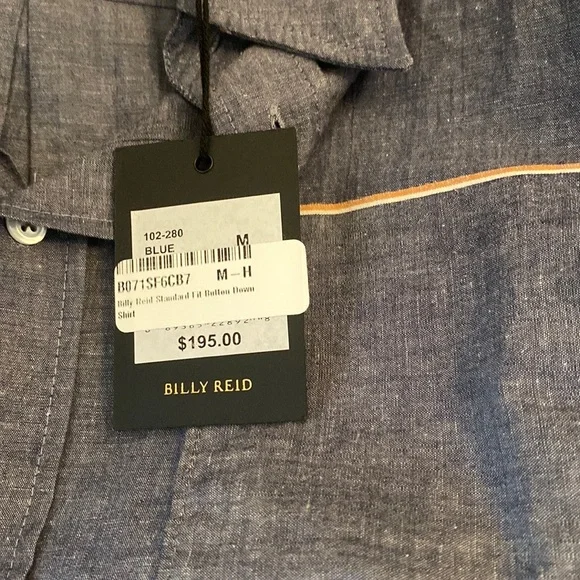 102-280
BLUE M
B071SF6CB7 M-H
Billy Reid Standard Fit Button Down
Shirt
$195.00
BILLY REID